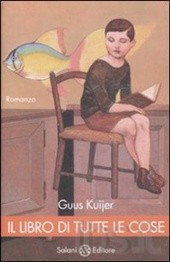 Romanzo
Guus Kuijer
IL LIBRO DI TUTTE LE COSE
Salani Editore